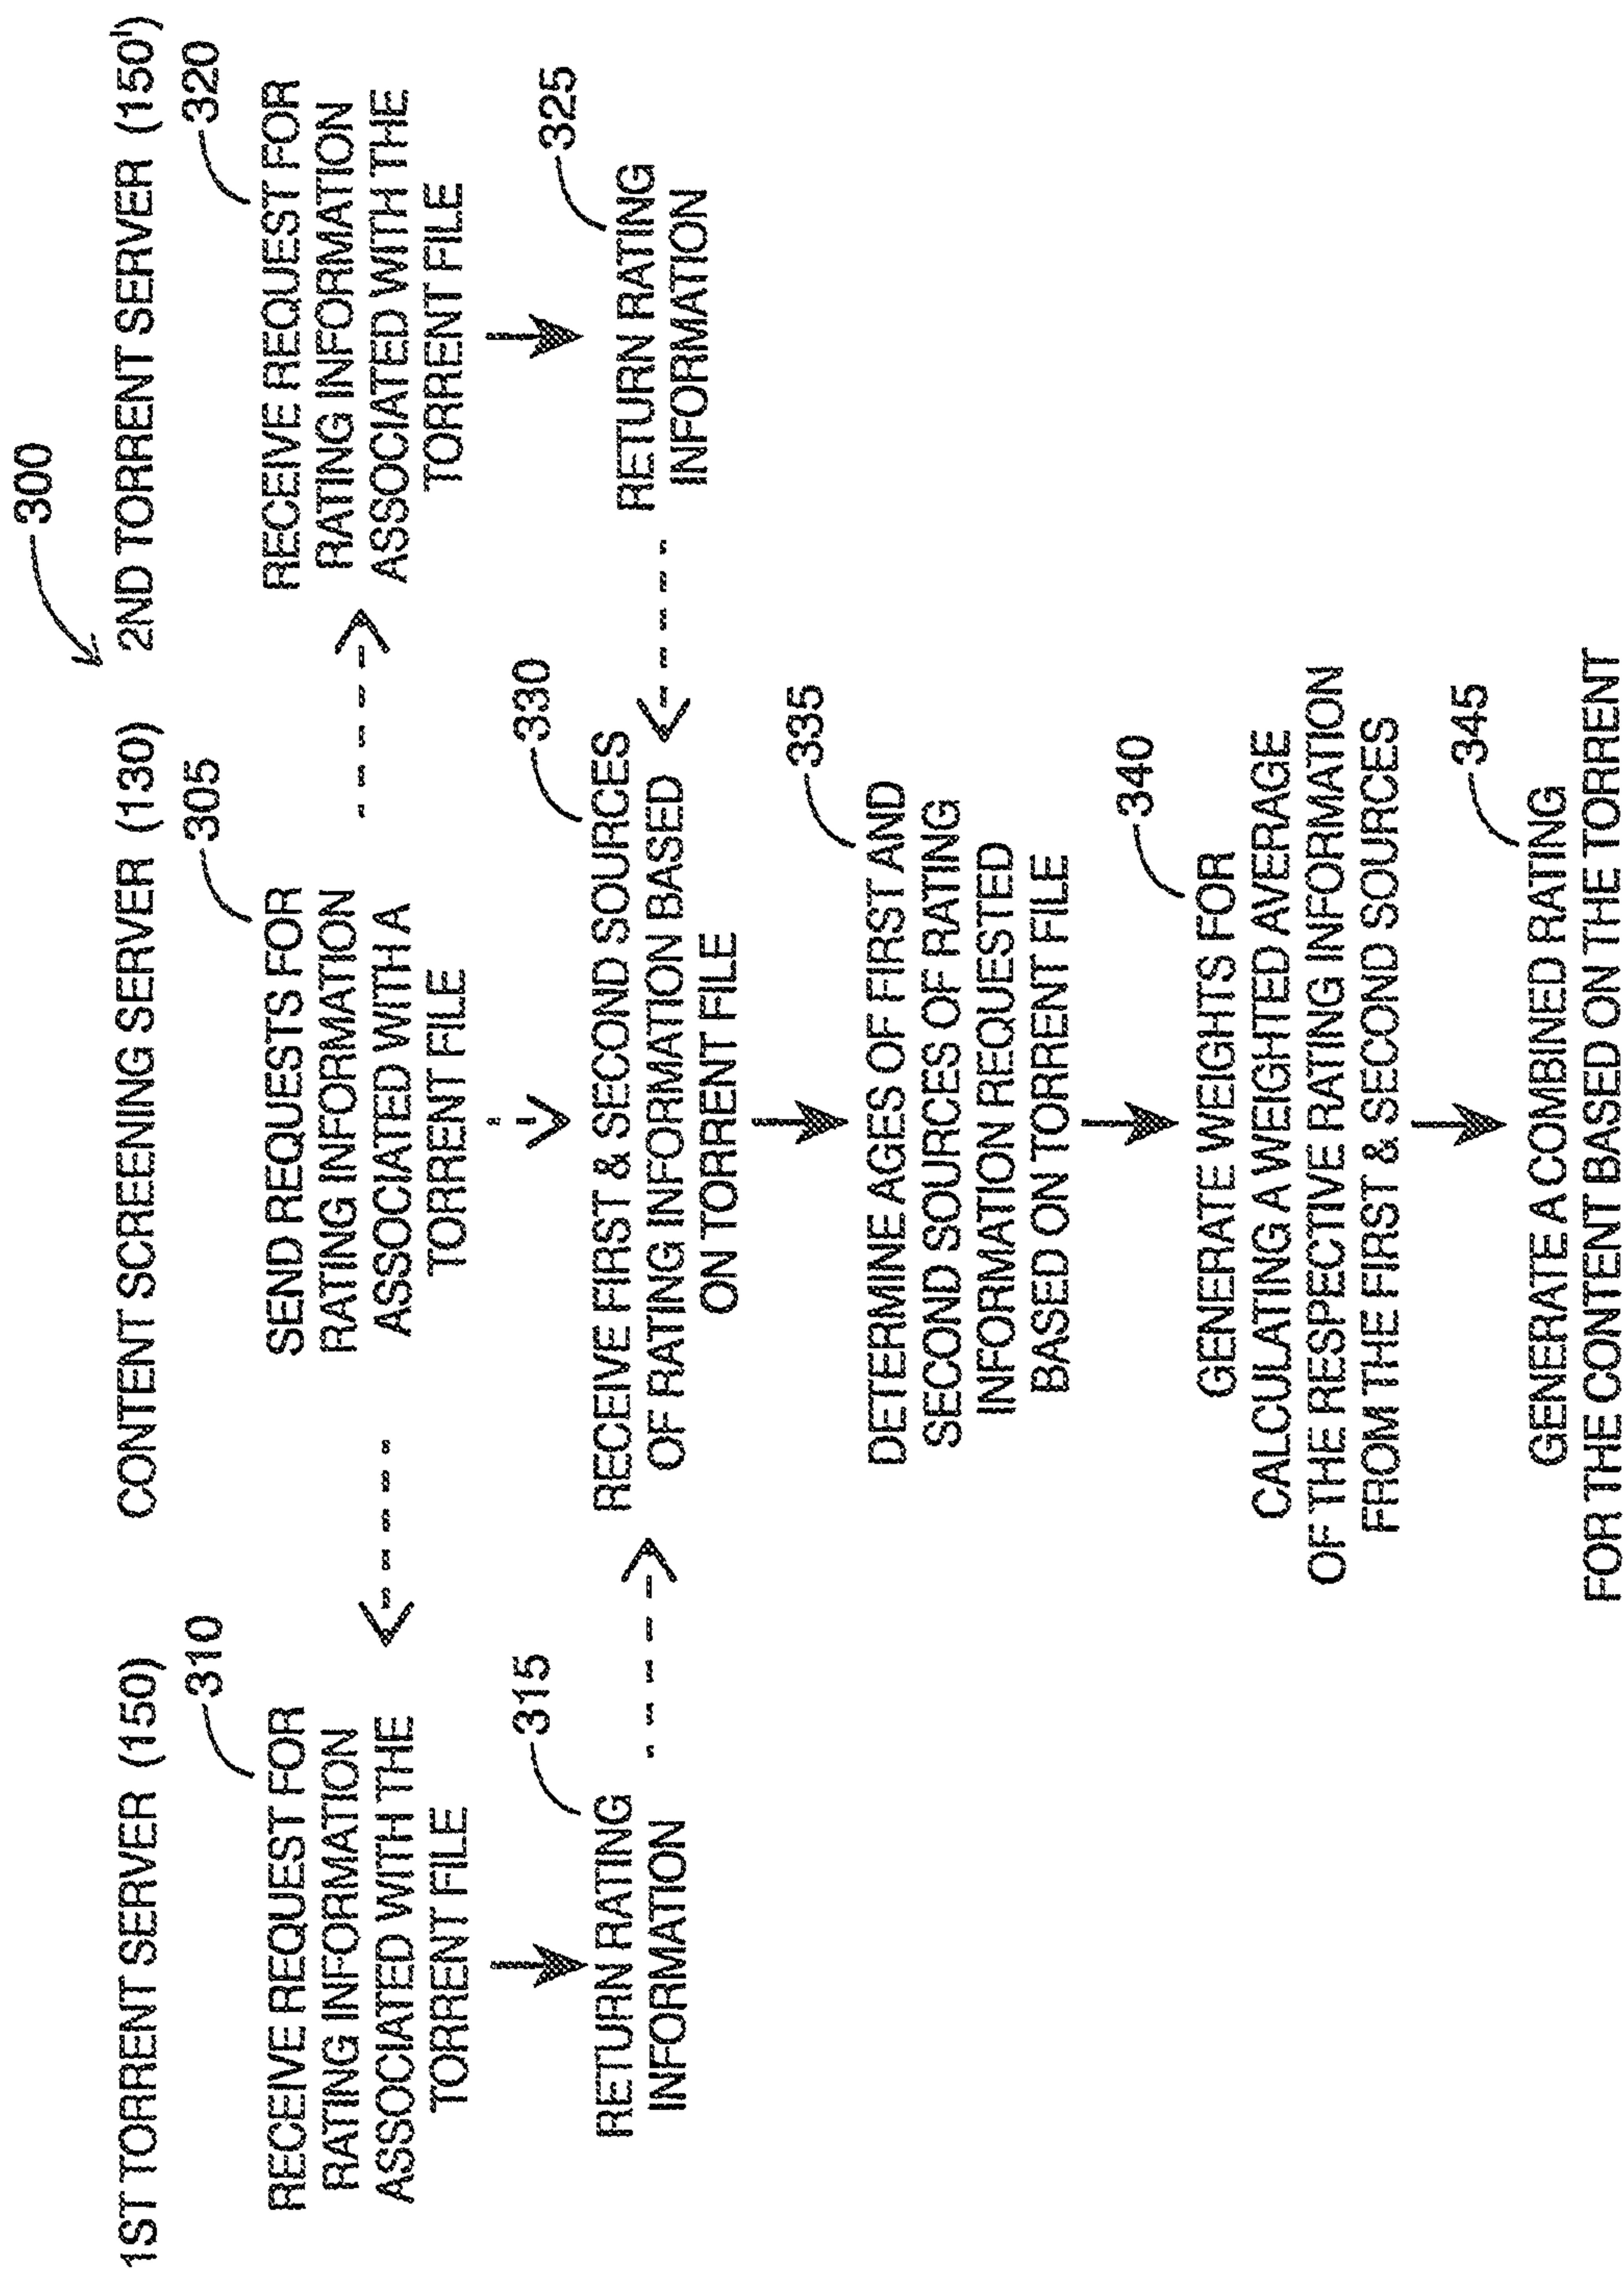 300
1ST TORRENT SERVER (150)
CONTENT SCREENING SERVER (130)
2ND TORRENT SERVER (150')
310
RECEIVE REQUEST FOR
RATING INFORMATION
ASSOCIATED WITH THE
TORRENT FILE
305
SEND REQUESTS FOR
RATING INFORMATION
ASSOCIATED WITH A
TORRENT FILE
320
RECEIVE REQUEST FOR
RATING INFORMATION
ASSOCIATED WITH THE
TORRENT FILE
315
RETURN RATING
INFORMATION
330
RECEIVE FIRST & SECOND SOURCES
OF RATING INFORMATION BASED
ON TORRENT FILE
325
RETURN RATING
INFORMATION
335
DETERMINE AGES OF FIRST AND
SECOND SOURCES OF RATING
INFORMATION REQUESTED
BASED ON TORRENT FILE
340
GENERATE WEIGHTS FOR
CALCULATING A WEIGHTED AVERAGE
OF THE RESPECTIVE RATING INFORMATION
FROM THE FIRST & SECOND SOURCES
345
GENERATE A COMBINED RATING
FOR THE CONTENT BASED ON THE TORRENT